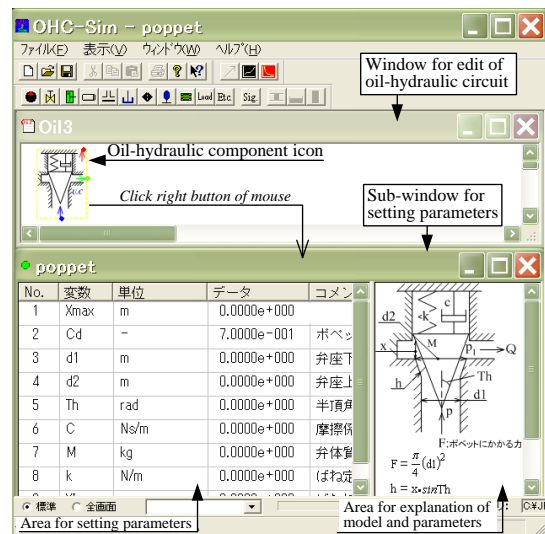 OHC-Sim - poppet
ファイル(F) 表示(V) ウィンドウ(W) ヘルプ(H)
Window for edit of
oil-hydraulic circuit
Load Etc Sig
Oil3
Oil-hydraulic component icon
Click right button of mouse
Sub-window for
setting parameters
poppet
No. 変数 単位 データ コメン
1 Xmax m 0.0000e+000
2 Cd - 7.0000e-001 ポペッ
3 d1 m 0.0000e+000 弁座下
4 d2 m 0.0000e+000 弁座上
5 Th rad 0.0000e+000 半頂角
6 C Ns/m 0.0000e+000 摩擦係
7 M kg 0.0000e+000 弁体質
8 k N/m 0.0000e+000 ばね定
c
k
d2
M
x
p1
Q
h
Th
d1
p
F:ポペットにかかる力
F = π/4 (d1)²
h = x•sinTh
標準 全画面
Area for setting parameters
Area for explanation of
model and parameters